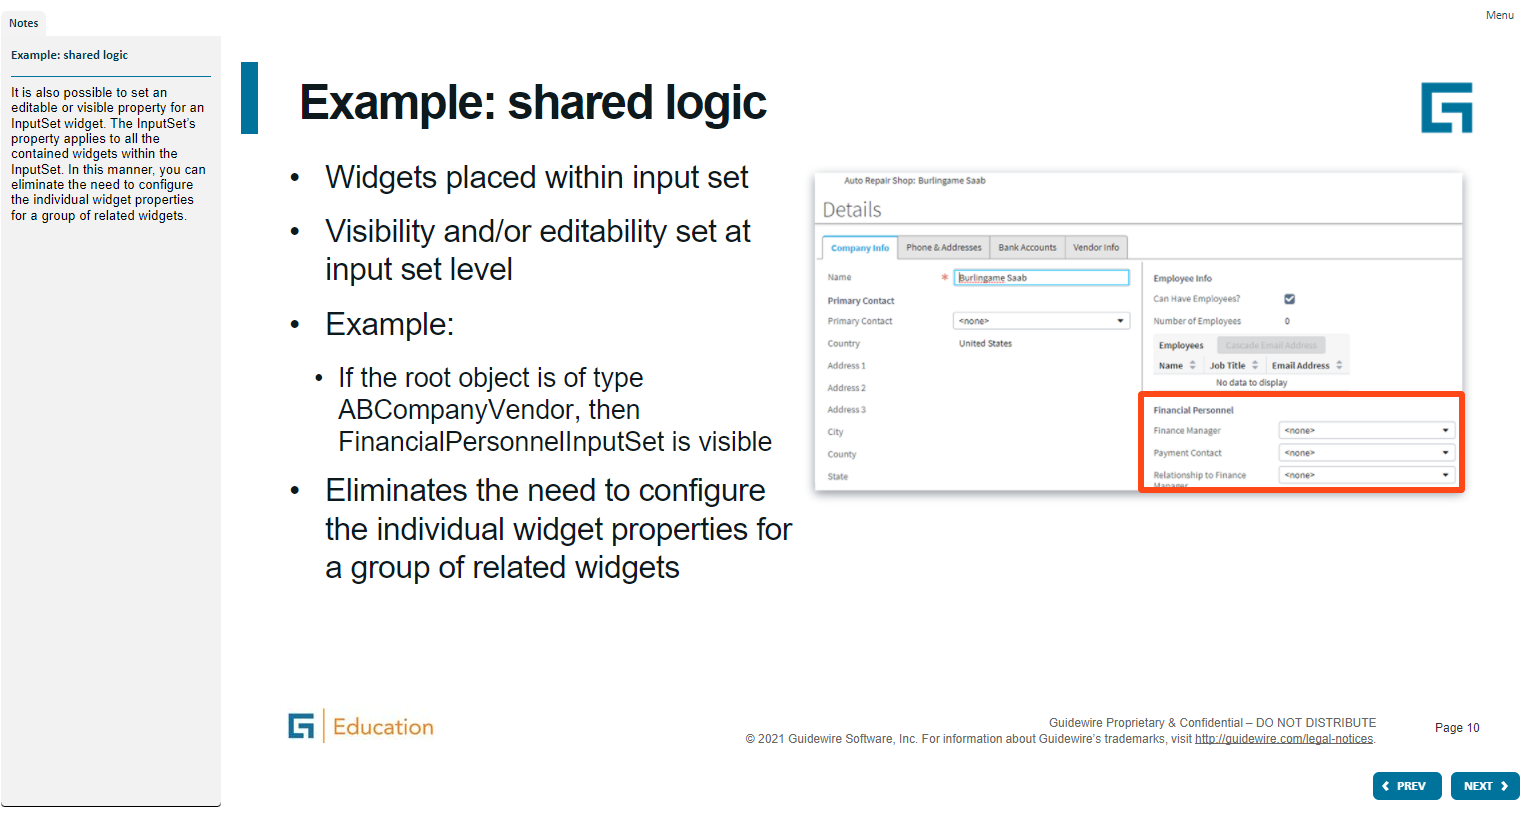 Notes
Menu
Example: shared logic
It is also possible to set an
editable or visible property for an
InputSet widget. The InputSet's
property applies to all the
contained widgets within the
InputSet. In this manner, you can
eliminate the need to configure
the individual widget properties
for a group of related widgets.
Example: shared logic
• Widgets placed within input set
• Visibility and/or editability set at
input set level
• Example:
• If the root object is of type
ABCompanyVendor, then
FinancialPersonnelInputSet is visible
• Eliminates the need to configure
the individual widget properties for
a group of related widgets
Auto Repair Shop: Burlingame Saab
Details
Company Info Phone & Addresses Bank Accounts Vendor Info
Name * Burlingame Saab
Primary Contact
Primary Contact <none>
Country United States
Address 1
Address 2
Address 3
City
County
State
Employee Info
Can Have Employees?
Number of Employees 0
Employees Cascade Email Address
Name Job Title Email Address
No data to display
Financial Personnel
Finance Manager <none>
Payment Contact <none>
Relationship to Finance <none>
Manager
Education
Guidewire Proprietary & Confidential – DO NOT DISTRIBUTE
© 2021 Guidewire Software, Inc. For information about Guidewire's trademarks, visit http://guidewire.com/legal-notices.
Page 10
PREV
NEXT